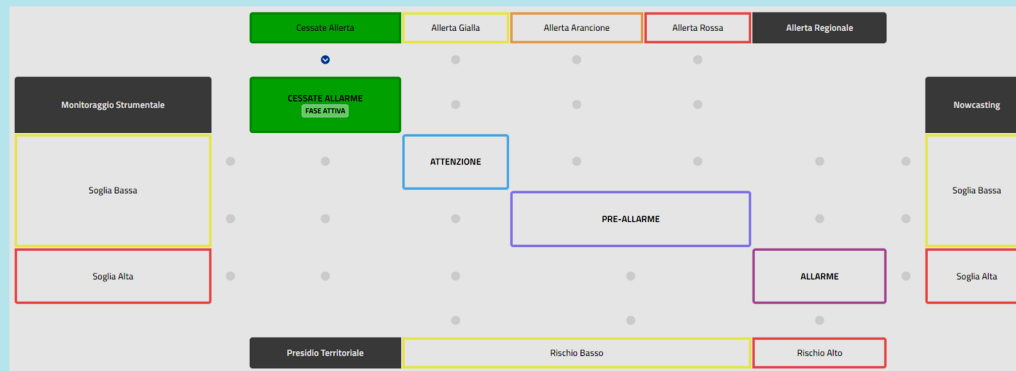 Cessate Allerta
Allerta Gialla
Allerta Arancione
Allerta Rossa
Allerta Regionale
Monitoraggio Strumentale
CESSATE ALLARME
FASE ATTIVA
Nowcasting
ATTENZIONE
Soglia Bassa
Soglia Bassa
PRE-ALLARME
Soglia Alta
ALLARME
Soglia Alta
Presidio Territoriale
Rischio Basso
Rischio Alto